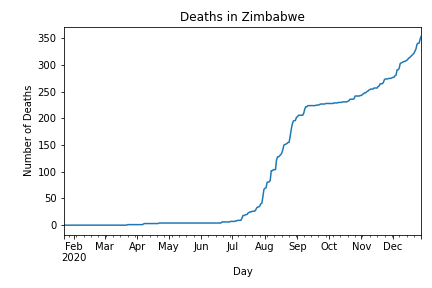 Deaths in Zimbabwe
Number of Deaths
350
300
250
200
150
100
50
0
Feb Mar Apr May Jun Jul Aug Sep Oct Nov Dec
2020
Day